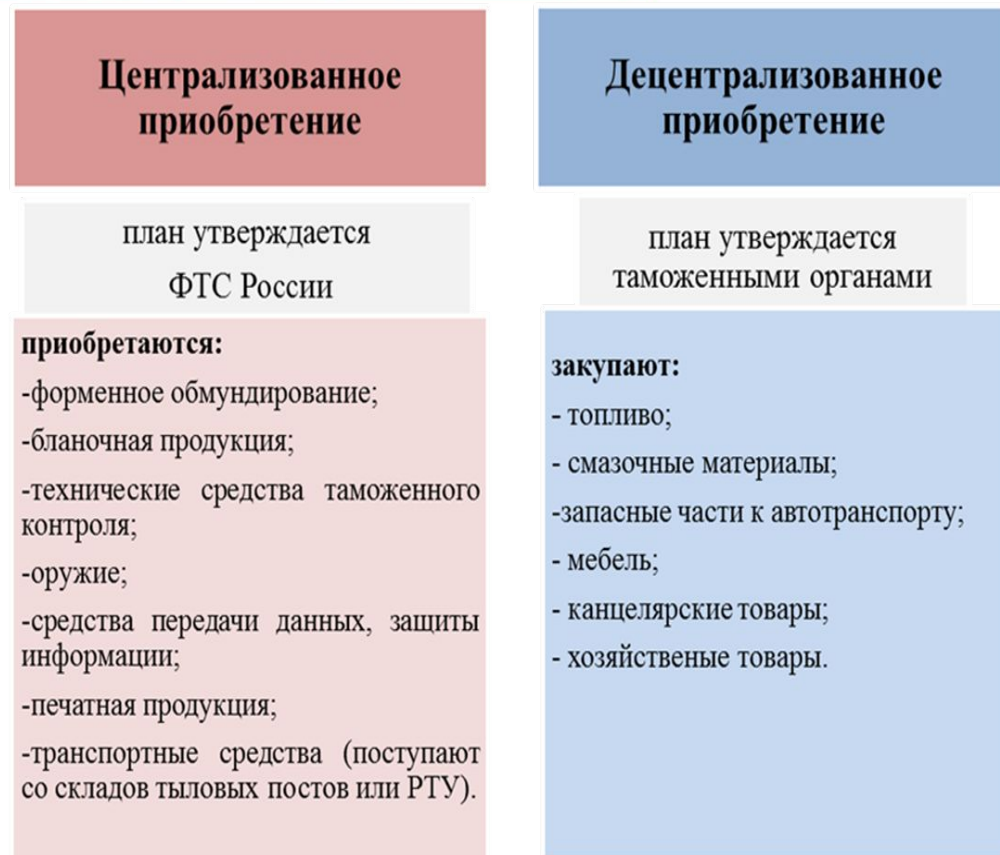 Централизованное
приобретение
план утверждается
ФТС России
приобретаются:
-форменное обмундирование;
-бланочная продукция;
-технические средства таможенного
контроля;
-оружие;
-средства передачи данных, защиты
информации;
-печатная продукция;
-транспортные средства (поступают
со складов тыловых постов или РТУ).
Децентрализованное
приобретение
план утверждается
таможенными органами
закупают:
- топливо;
- смазочные материалы;
-запасные части к автотранспорту;
- мебель;
- канцелярские товары;
- хозяйственые товары.